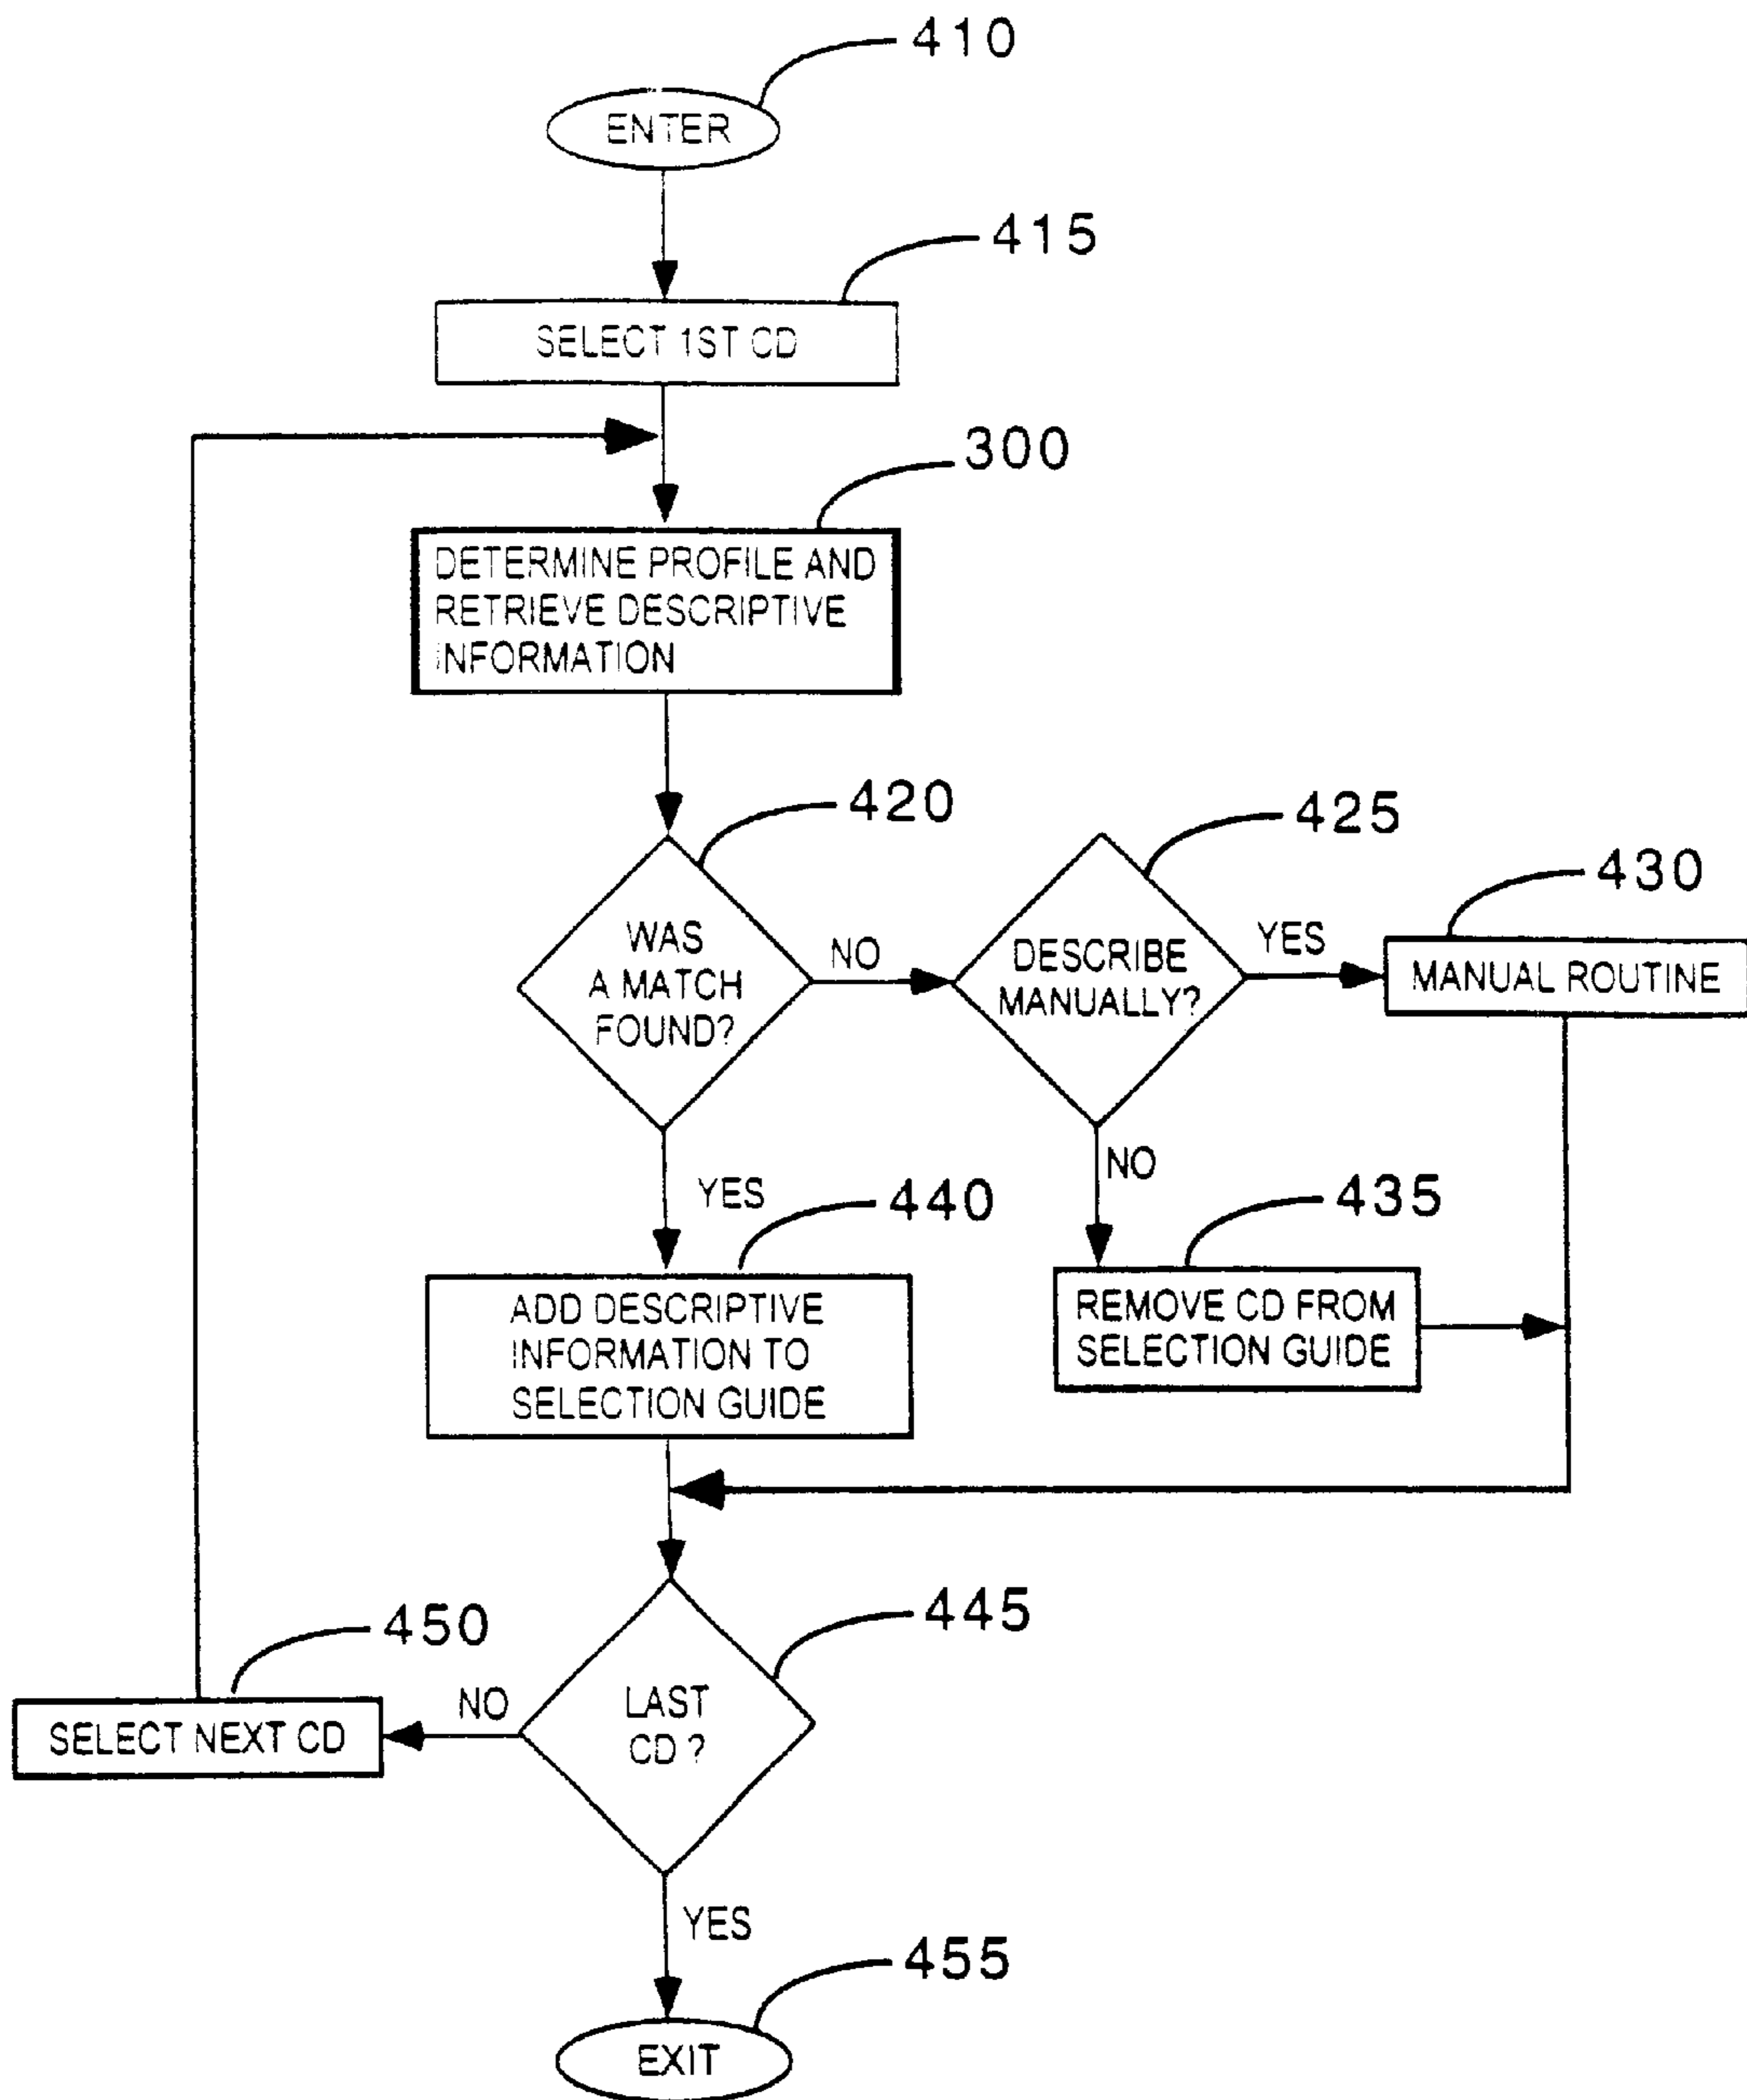 410
ENTER
415
SELECT 1ST CD
300
DETERMINE PROFILE AND
RETRIEVE DESCRIPTIVE
INFORMATION
420
WAS
A MATCH
FOUND?
NO
425
DESCRIBE
MANUALLY?
YES
430
MANUAL ROUTINE
NO
YES
440
ADD DESCRIPTIVE
INFORMATION TO
SELECTION GUIDE
435
REMOVE CD FROM
SELECTION GUIDE
445
LAST
CD ?
NO
450
SELECT NEXT CD
YES
455
EXIT